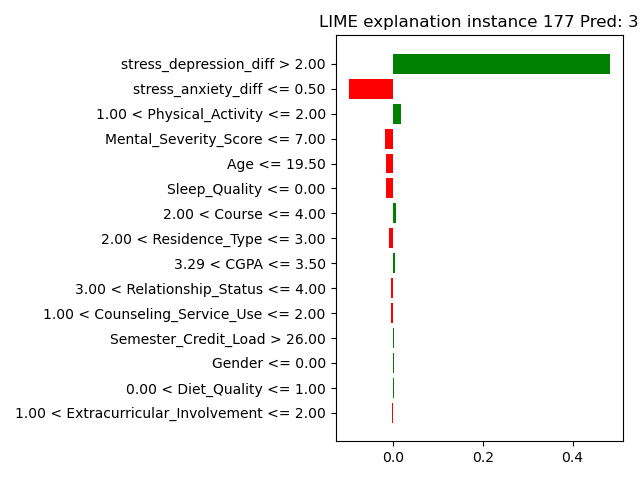 LIME explanation instance 177 Pred: 3
stress_depression_diff > 2.00
stress_anxiety_diff <= 0.50
1.00 < Physical_Activity <= 2.00
Mental_Severity_Score <= 7.00
Age <= 19.50
Sleep_Quality <= 0.00
2.00 < Course <= 4.00
2.00 < Residence_Type <= 3.00
3.29 < CGPA <= 3.50
3.00 < Relationship_Status <= 4.00
1.00 < Counseling_Service_Use <= 2.00
Semester_Credit_Load > 26.00
Gender <= 0.00
0.00 < Diet_Quality <= 1.00
1.00 < Extracurricular_Involvement <= 2.00
0.0 0.2 0.4